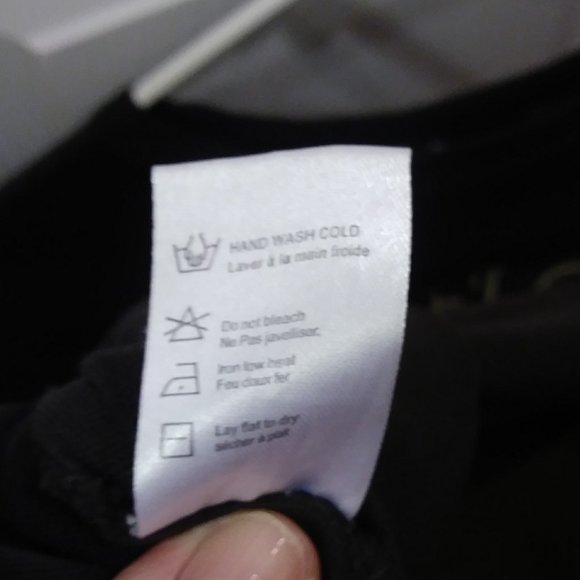 HAND WASH COLD
Laver à la main froide
Do not bleach
Ne Pas javelliser.
Iron low heat
Feu doux fer
Lay flat to dry
sécher à plat